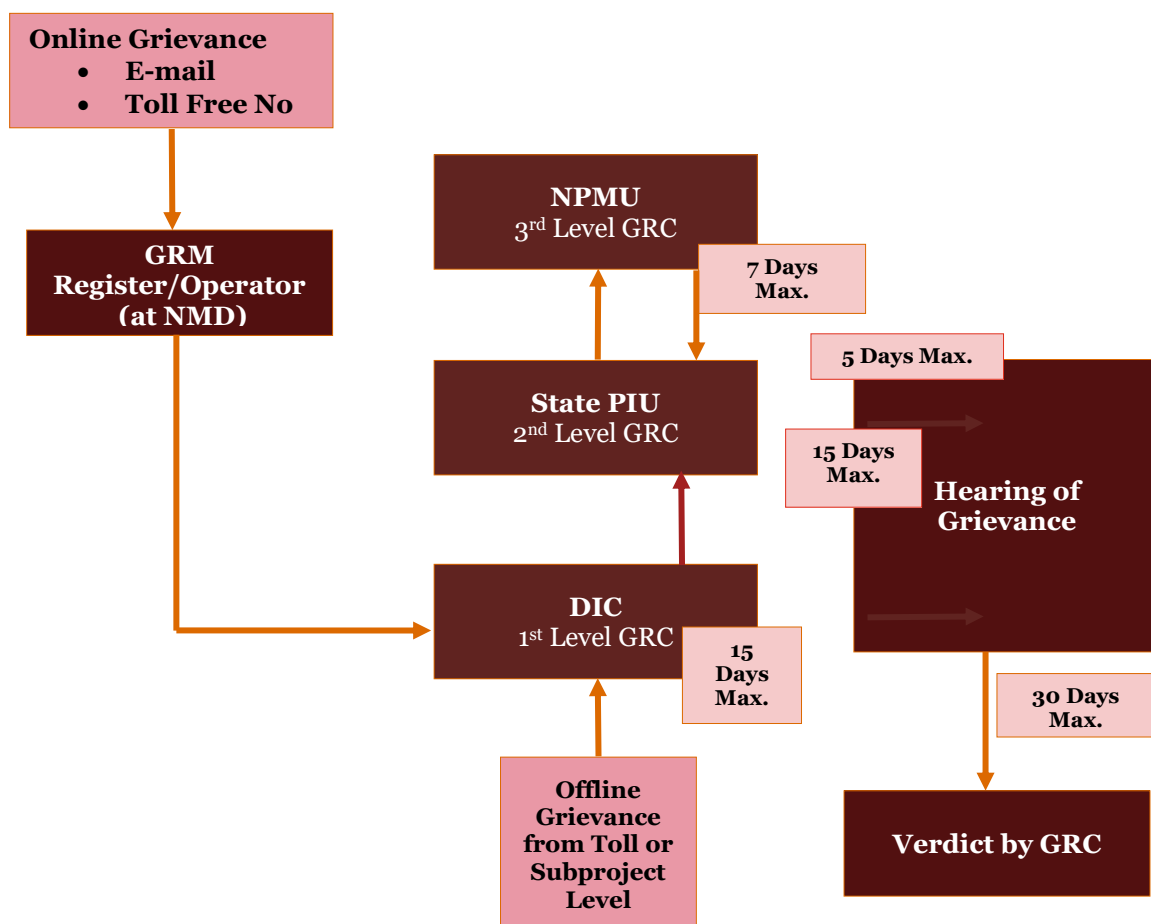 Online Grievance
• E-mail
• Toll Free No
GRM
Register/Operator
(at NMD)
NPMU
3rd Level GRC
7 Days
Max.
State PIU
2nd Level GRC
5 Days Max.
15 Days
Max.
Hearing of
Grievance
DIC
1st Level GRC
15
Days
Max.
30 Days
Max.
Offline
Grievance
from Toll or
Subproject
Level
Verdict by GRC